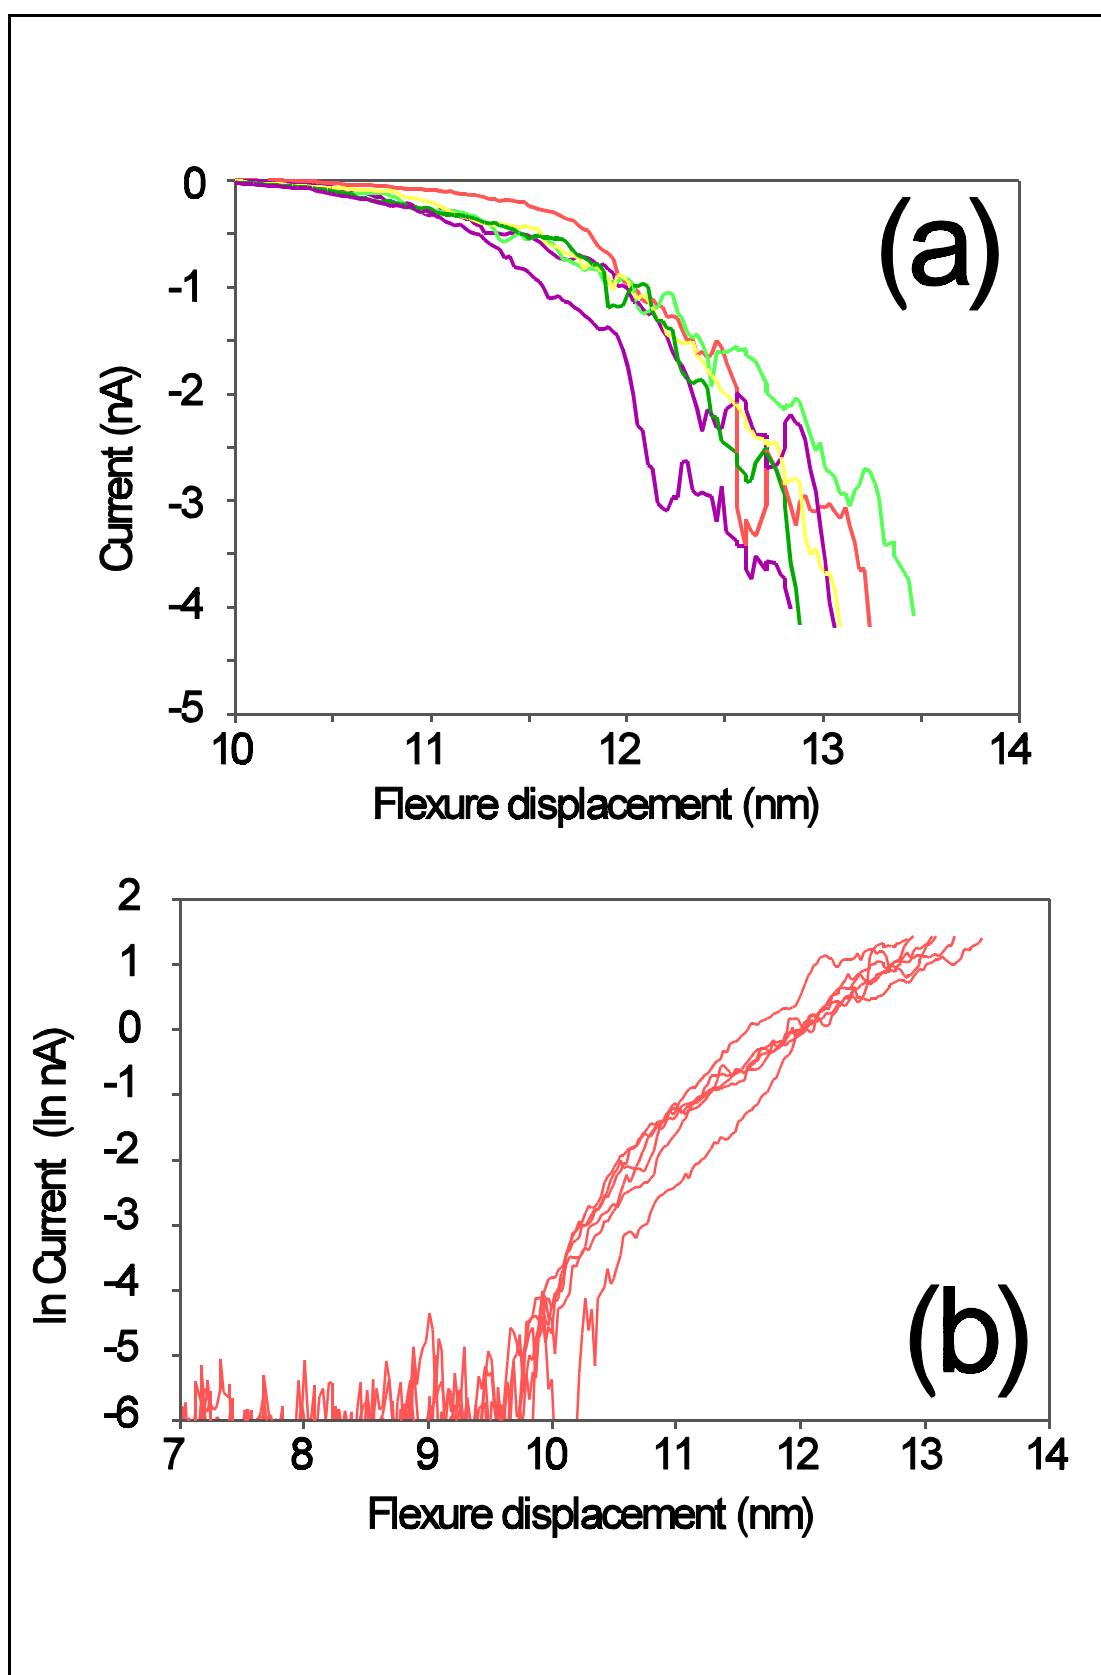 (a)
0
-1
-2
-3
-4
-5
Current (nA)
10 11 12 13 14
Flexure displacement (nm)
2
1
0
-1
-2
-3
-4
-5
-6
ln Current (ln nA)
(b)
7 8 9 10 11 12 13 14
Flexure displacement (nm)